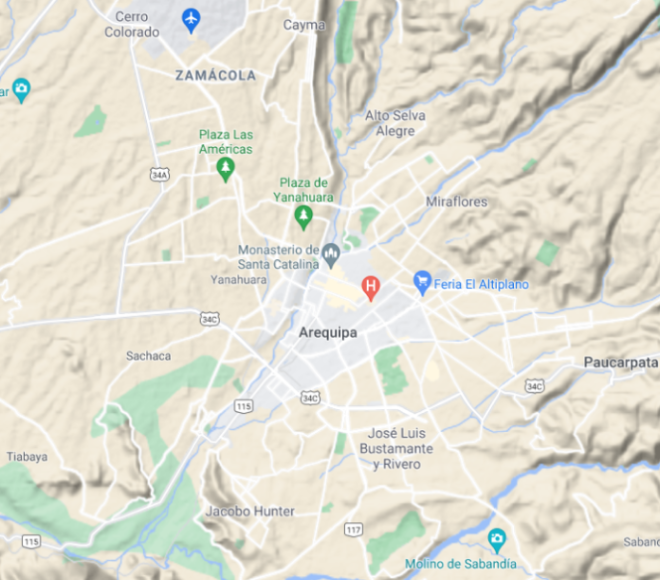 Cerro
Colorado
Cayma
ZAMÁCOLA
ar
Alto Selva
Alegre
Plaza Las
Américas
34A
Plaza de
Yanahuara
Miraflores
Monasterio de
Santa Catalina
Yanahuara
H
Feria El Altiplano
34C
Arequipa
Sachaca
Paucarpata
34C
34C
115
José Luis
Bustamante
y Rivero
Tiabaya
Jacobo Hunter
117
115
Saband
Molino de Sabandía